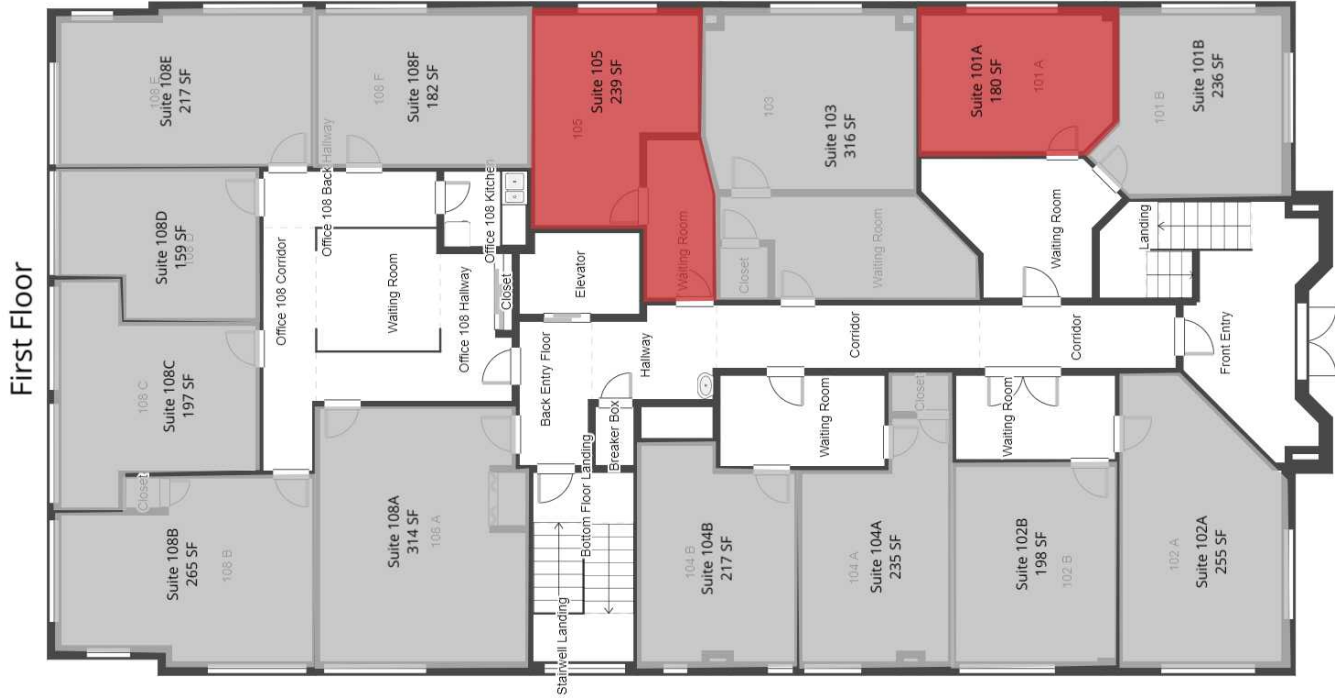 First Floor
108 E
Suite 108E
217 SF
108 F
Suite 108F
182 SF
Suite 105
239 SF
105
Waiting Room
103
Suite 103
316 SF
Closet
Waiting Room
Suite 101A
180 SF
101 A
101 B
Suite 101B
236 SF
Waiting Room
Landing
Office 108 Back Hallway
Office 108 Kitchen
Suite 108D
159 SF
108 D
Office 108 Corridor
Waiting Room
Office 108 Hallway
Closet
Elevator
108 C
Suite 108C
197 SF
Back Entry Floor
Hallway
Corridor
Corridor
Front Entry
Breaker Box
Waiting Room
Closet
Waiting Room
Closet
Suite 108B
265 SF
108 B
Suite 108A
314 SF
108 A
Bottom Floor Landing
Stairwell Landing
104 B
Suite 104B
217 SF
104 A
Suite 104A
235 SF
Suite 102B
198 SF
102 B
102 A
Suite 102A
255 SF